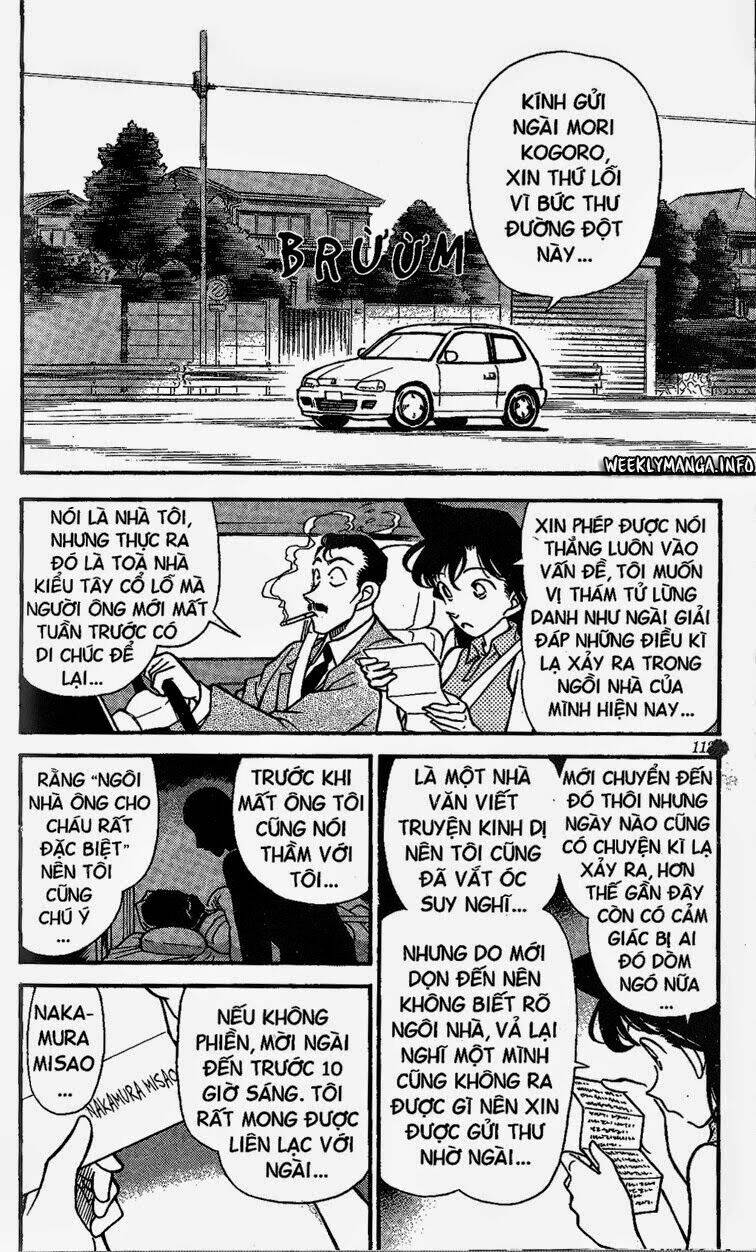 KÍNH GỬI
NGÀI MORI
KOGORO,
XIN THỨ LỖI
VÌ BỨC THƯ
ĐƯỜNG ĐỘT
NÀY...
BRỪỪM
WEEKLYMANGA.INFO
XIN PHÉP ĐƯỢC NÓI
THẲNG LUÔN VÀO
VẤN ĐỀ, TÔI MUỐN
VỊ THÁM TỬ LỪNG
DANH NHƯ NGÀI GIẢI
ĐÁP NHỮNG ĐIỀU KÌ
LẠ XẢY RA TRONG
NGỒI NHÀ CỦA
MÌNH HIỆN NAY...
NÓI LÀ NHÀ TÔI,
NHƯNG THỰC RA
ĐÓ LÀ TOÀ NHÀ
KIỂU TÂY CỔ LỖ MÀ
NGƯỜI ÔNG MỚI MẤT
TUẦN TRƯỚC CÓ
DI CHÚC ĐỂ
LẠI...
MỚI CHUYỂN ĐẾN
ĐÓ THÔI NHƯNG
NGÀY NÀO CŨNG
CÓ CHUYỆN KÌ LẠ
XẢY RA, HƠN
THẾ GẦN ĐÂY
CÒN CÓ CẢM
GIÁC BỊ AI
ĐÓ DÒM
NGÓ NỮA
...
LÀ MỘT NHÀ
VĂN VIẾT
TRUYỆN KINH DỊ
NÊN TÔI CŨNG
ĐÃ VẮT ÓC
SUY NGHĨ...
NHƯNG DO MỚI
DỌN ĐẾN NÊN
KHÔNG BIẾT RÕ
NGÔI NHÀ, VẢ LẠI
NGHĨ MỘT MÌNH
CŨNG KHÔNG RA
ĐƯỢC GÌ NÊN XIN
ĐƯỢC GỬI THƯ
NHỜ NGÀI...
TRƯỚC KHI
MẤT ÔNG TÔI
CŨNG NÓI
THẦM VỚI
TÔI...
RẰNG "NGÔI
NHÀ ÔNG CHO
CHÁU RẤT
ĐẶC BIỆT"
NÊN TÔI
CŨNG
CHÚ Ý
...
NẾU KHÔNG
PHIỀN, MỜI NGÀI
ĐẾN TRƯỚC 10
GIỜ SÁNG. TÔI
RẤT MONG ĐƯỢC
LIÊN LẠC VỚI
NGÀI...
NAKA-
MURA
MISAO
...
NAKAMURA MISAO